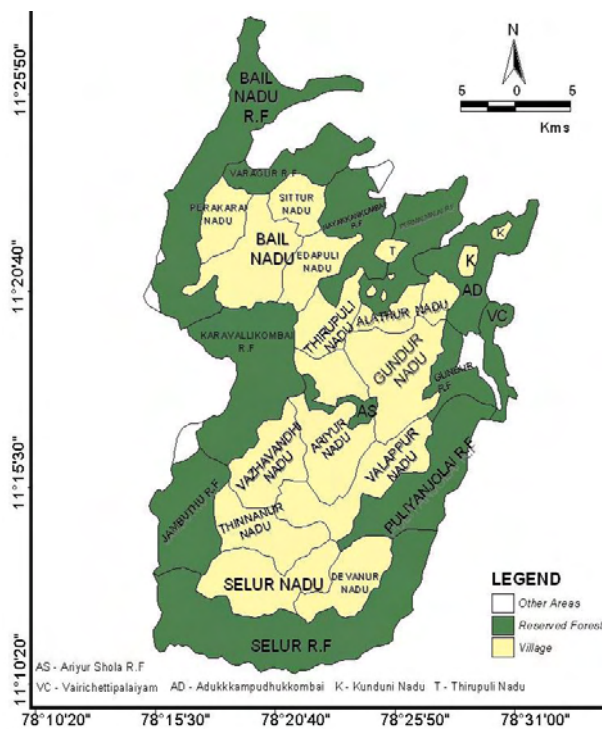 N
5 0 5
Kms
11°25'50"
11°20'40"
11°15'30"
11°10'20"
BAIL
NADU
R.F
VARAGUR R.F
PERAKARAI
NADU
SITTUR
NADU
BAIL
NADU
EDAPULI
NADU
R.F
T
K
K
AD
VC
THIRUPULI
NADU
ALATHUR NADU
KARAVALLIKOMBAI
R.F
GUNDUR
NADU
GUNDUR
R.F
AS
ARIYUR
NADU
VAZHAVANDHI
NADU
VALAPPUR
NADU
PULIYANJOLAI R.F
JAMBUTHU R.F
THINNANUR
NADU
SELUR NADU
DEVANUR
NADU
SELUR R.F
LEGEND
Other Areas
Reserved Forest
Village
AS - Ariyur Shola R.F
VC - Vairichettipalaiyam AD - Adukkkampudhukkombai K - Kunduni Nadu T - Thirupuli Nadu
78°10'20" 78°15'30" 78°20'40" 78°25'50" 78°31'00"